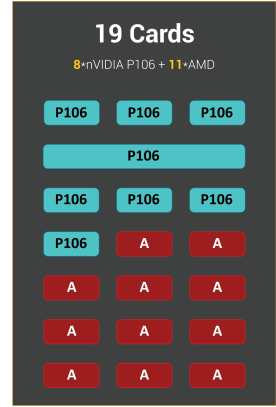 19 Cards
8*nVIDIA P106 + 11*AMD
P106 P106 P106
P106
P106 P106 P106
P106 A A
A A A
A A A
A A A